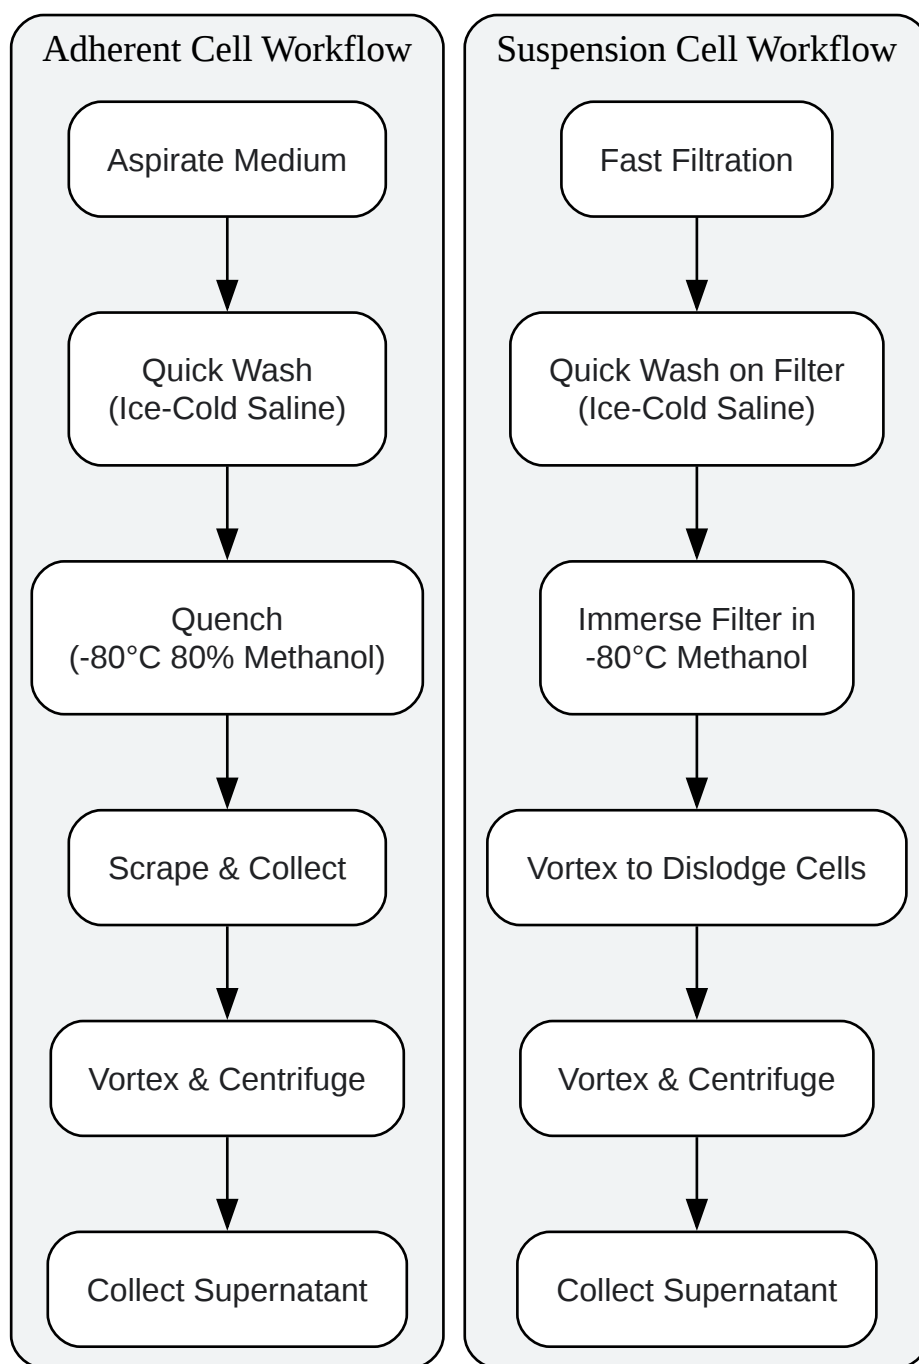 Adherent Cell Workflow
Aspirate Medium
Quick Wash
(Ice-Cold Saline)
Quench
(-80°C 80% Methanol)
Scrape & Collect
Vortex & Centrifuge
Collect Supernatant
Suspension Cell Workflow
Fast Filtration
Quick Wash on Filter
(Ice-Cold Saline)
Immerse Filter in
-80°C Methanol
Vortex to Dislodge Cells
Vortex & Centrifuge
Collect Supernatant